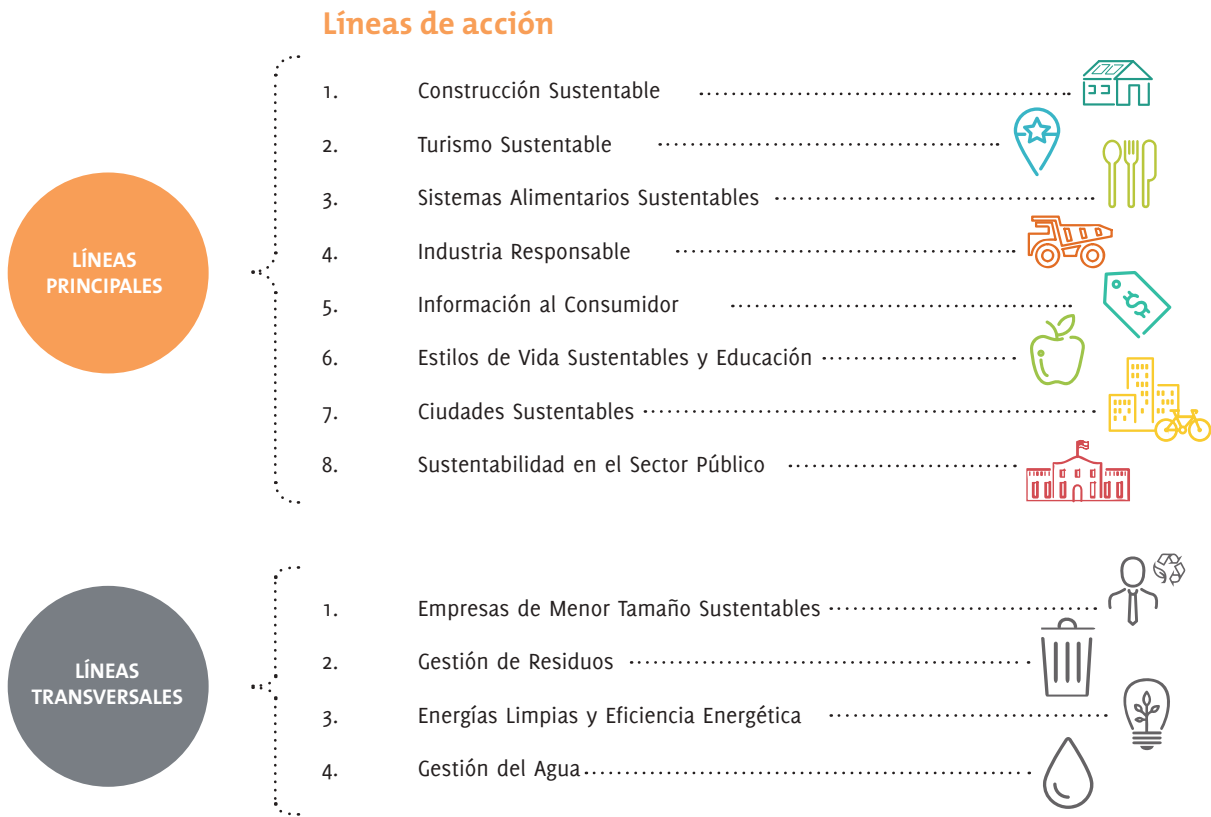 Líneas de acción
LÍNEAS
PRINCIPALES
1. Construcción Sustentable
2. Turismo Sustentable
3. Sistemas Alimentarios Sustentables
4. Industria Responsable
5. Información al Consumidor
6. Estilos de Vida Sustentables y Educación
7. Ciudades Sustentables
8. Sustentabilidad en el Sector Público
LÍNEAS
TRANSVERSALES
1. Empresas de Menor Tamaño Sustentables
2. Gestión de Residuos
3. Energías Limpias y Eficiencia Energética
4. Gestión del Agua